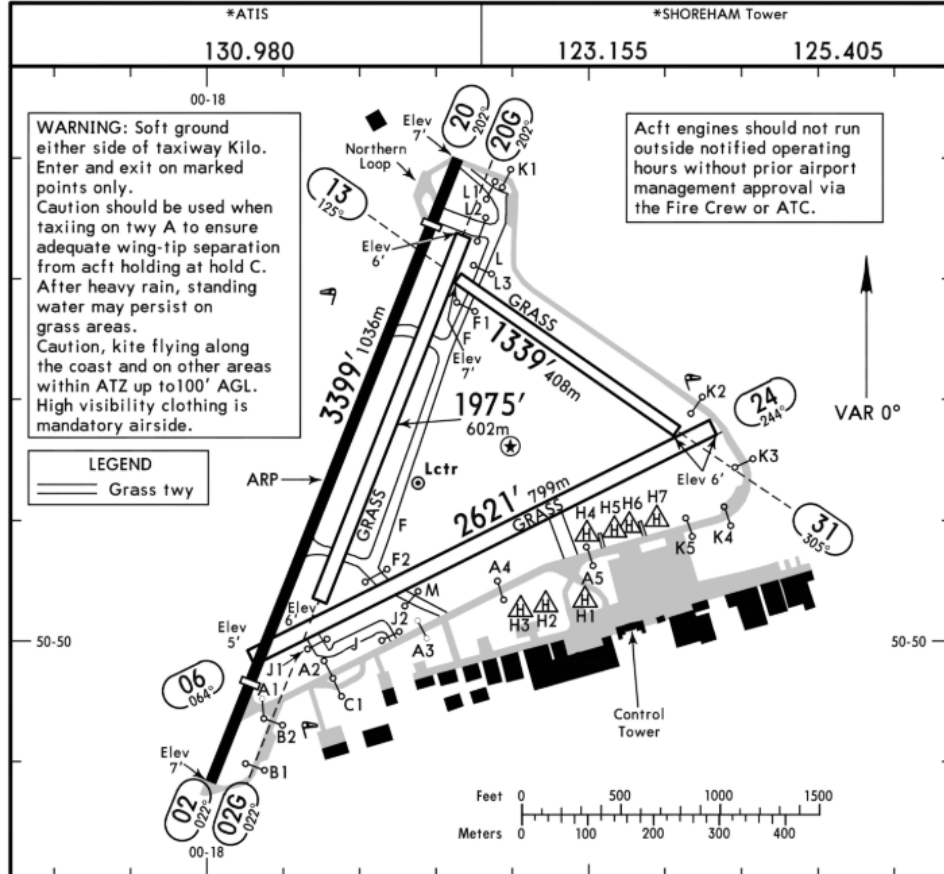 *ATIS
130.980
*SHOREHAM Tower
123.155 125.405
00-18
WARNING: Soft ground
either side of taxiway Kilo.
Enter and exit on marked
points only.
Caution should be used when
taxiing on twy A to ensure
adequate wing-tip separation
from acft holding at hold C.
After heavy rain, standing
water may persist on
grass areas.
Caution, kite flying along
the coast and on other areas
within ATZ up to100' AGL.
High visibility clothing is
mandatory airside.
LEGEND
Grass twy
Acft engines should not run
outside notified operating
hours without prior airport
management approval via
the Fire Crew or ATC.
Elev
7'
20
202°
20G
202°
K1
Northern
Loop
13
125°
L1
L2
Elev
6'
L
L3
F1
F
Elev
7'
GRASS
1339' 408m
3399' 1036m
1975'
602m
VAR 0°
K2
24
244°
K3
Elev 6'
ARP
Lctr
2621' 799m
GRASS
GRASS
F
H4
H
H5
H
H6
H
H7
H
K5
K4
31
305°
F2
A4
A5
M
H
H3
H
H2
H
H1
Elev
6'
Elev
5'
J2
J
J1
A2
A3
50-50
50-50
06
064°
A1
C1
B2
Control
Tower
Elev
7'
B1
02
022°
02G
022°
00-18
Feet 0 500 1000 1500
Meters 0 100 200 300 400